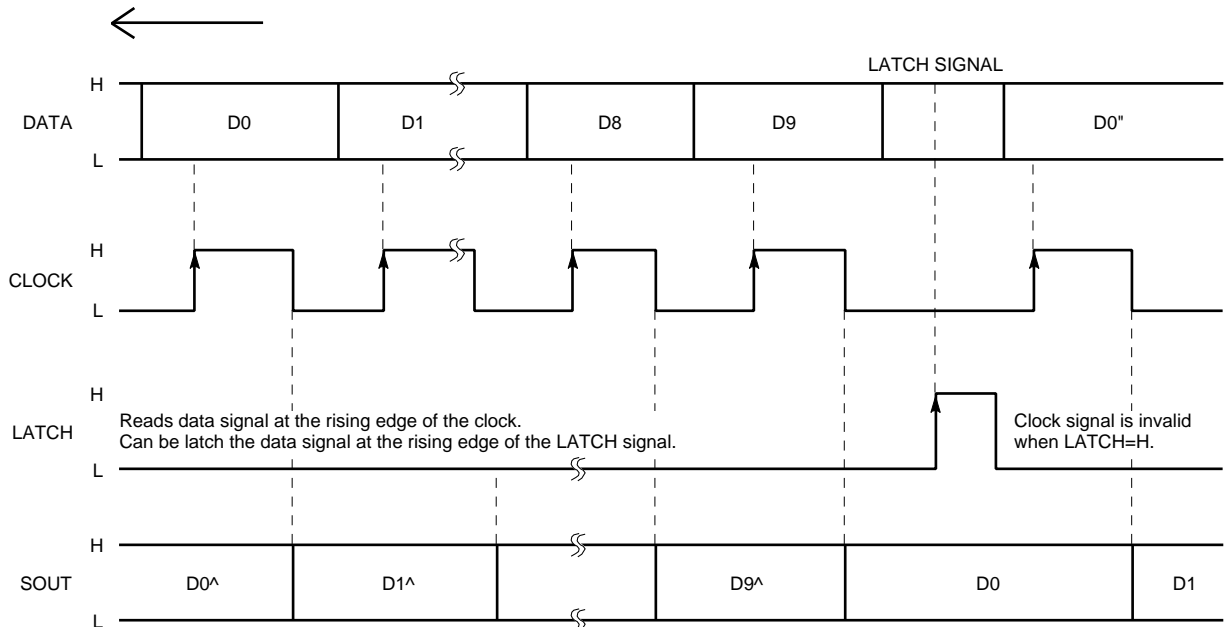 LATCH SIGNAL
H
DATA D0 D1 D8 D9 D0"
L
H
CLOCK
L
H
Reads data signal at the rising edge of the clock. Clock signal is invalid
LATCH
Can be latch the data signal at the rising edge of the LATCH signal. when LATCH=H.
L
H
SOUT D0^ D1^ D9^ D0 D1
L